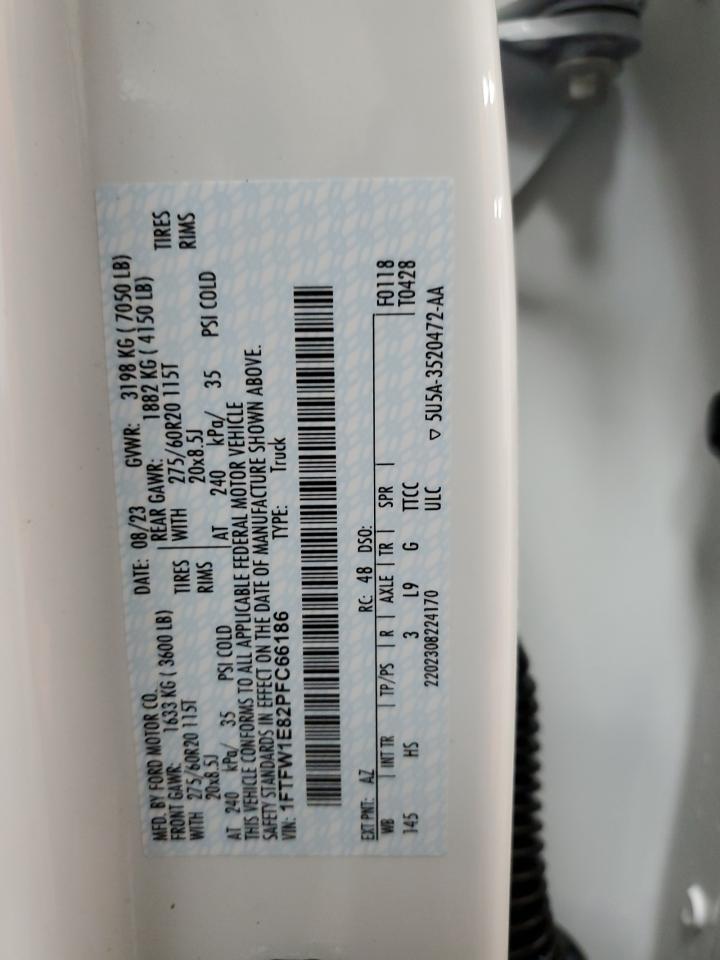 MFD. BY FORD MOTOR CO. DATE: 08/23 GVWR: 3198 KG ( 7050 LB)
FRONT GAWR: 1633 KG ( 3600 LB) REAR GAWR: 1882 KG ( 4150 LB)
WITH 275/60R20 115T TIRES WITH 275/60R20 115T TIRES
20x8.5J RIMS 20x8.5J RIMS
AT 240 kPa/ 35 PSI COLD AT 240 kPa/ 35 PSI COLD
THIS VEHICLE CONFORMS TO ALL APPLICABLE FEDERAL MOTOR VEHICLE
SAFETY STANDARDS IN EFFECT ON THE DATE OF MANUFACTURE SHOWN ABOVE.
VIN: 1FTFW1E82PFC66186 TYPE: Truck
EXT PNT: AZ RC: 48 DSO: F0118
WB INT TR TP/PS R AXLE TR SPR T0428
145 HS 3 L9 G TTCC
2202308224170 ULC ▽ 5U5A-3520472-AA